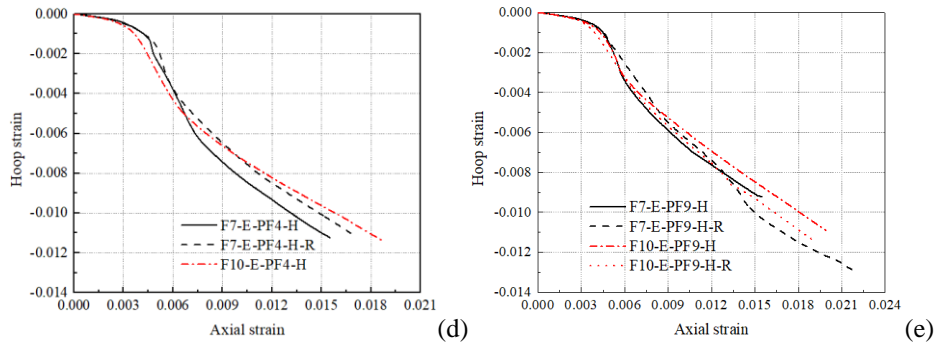 0.000
-0.002
-0.004
-0.006
-0.008
-0.010
-0.012
-0.014
Hoop strain
F7-E-PF4-H
F7-E-PF4-H-R
F10-E-PF4-H
0.000 0.003 0.006 0.009 0.012 0.015 0.018 0.021
Axial strain
(d)
0.000
-0.002
-0.004
-0.006
-0.008
-0.010
-0.012
-0.014
Hoop strain
F7-E-PF9-H
F7-E-PF9-H-R
F10-E-PF9-H
F10-E-PF9-H-R
0.000 0.003 0.006 0.009 0.012 0.015 0.018 0.021 0.024
Axial strain
(e)